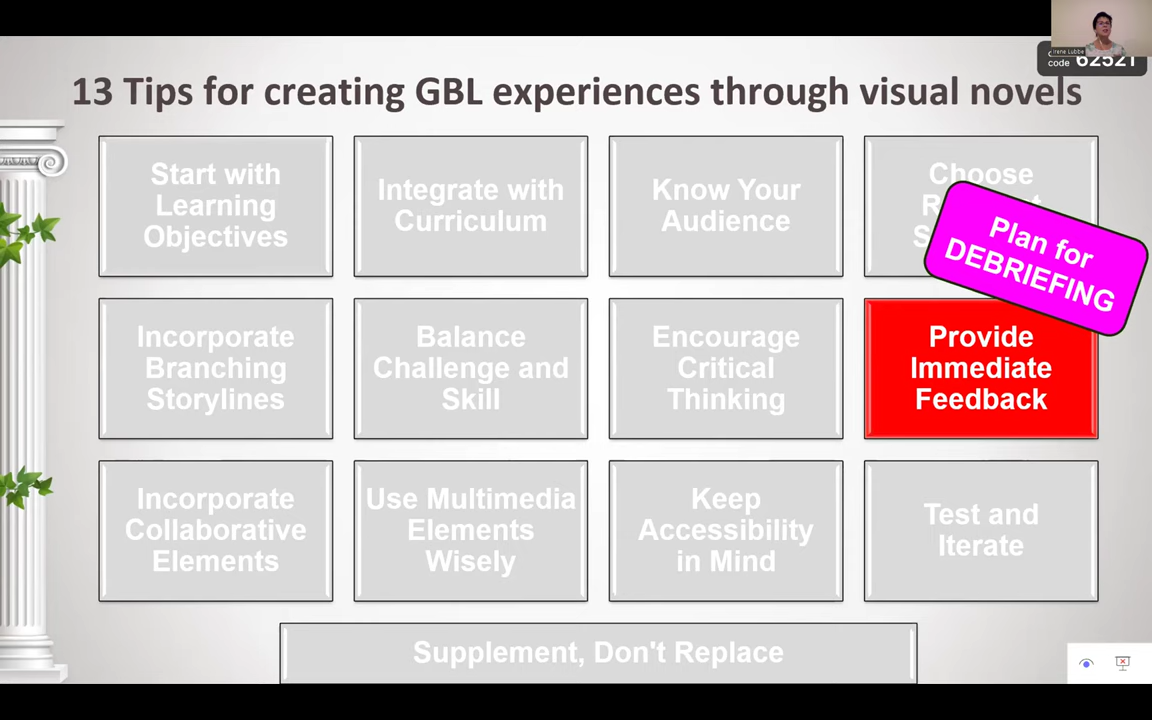 Irene Lubbe
code 62521
13 Tips for creating GBL experiences through visual novels
Start with
Learning
Objectives
Integrate with
Curriculum
Know Your
Audience
Choose
Plan for
DEBRIEFING
Incorporate
Branching
Storylines
Balance
Challenge and
Skill
Encourage
Critical
Thinking
Provide
Immediate
Feedback
Incorporate
Collaborative
Elements
Use Multimedia
Elements
Wisely
Keep
Accessibility
in Mind
Test and
Iterate
Supplement, Don't Replace